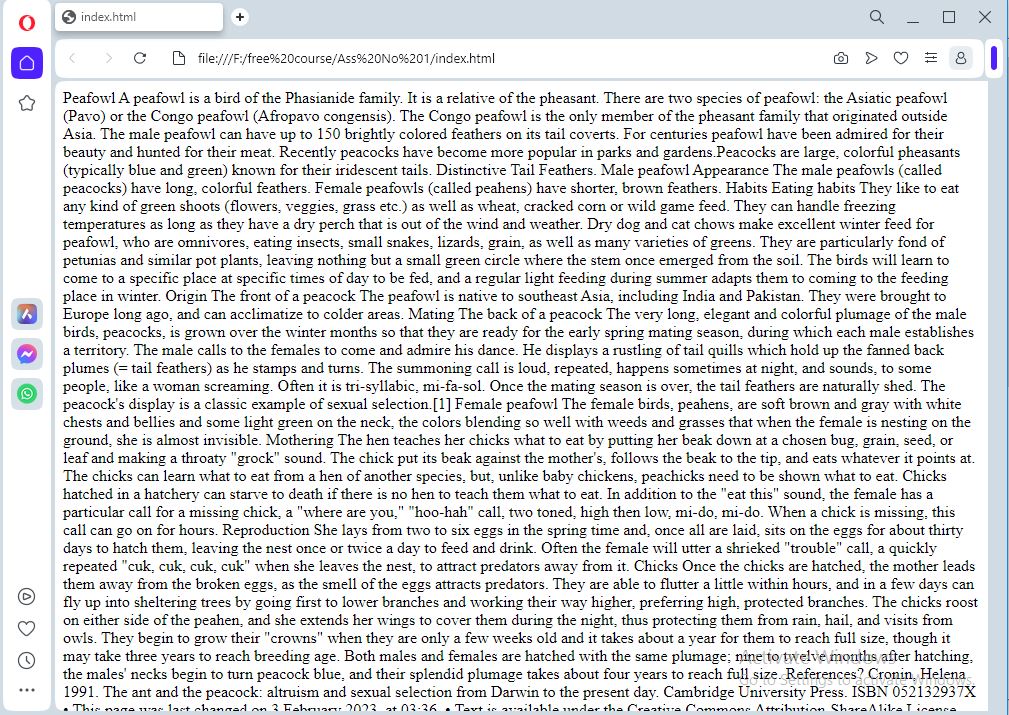 index.html
file:///F:/free%20course/Ass%20No%201/index.html
Peafowl A peafowl is a bird of the Phasianide family. It is a relative of the pheasant. There are two species of peafowl: the Asiatic peafowl
(Pavo) or the Congo peafowl (Afropavo congensis). The Congo peafowl is the only member of the pheasant family that originated outside
Asia. The male peafowl can have up to 150 brightly colored feathers on its tail coverts. For centuries peafowl have been admired for their
beauty and hunted for their meat. Recently peacocks have become more popular in parks and gardens.Peacocks are large, colorful pheasants
(typically blue and green) known for their iridescent tails. Distinctive Tail Feathers. Male peafowl Appearance The male peafowls (called
peacocks) have long, colorful feathers. Female peafowls (called peahens) have shorter, brown feathers. Habits Eating habits They like to eat
any kind of green shoots (flowers, veggies, grass etc.) as well as wheat, cracked corn or wild game feed. They can handle freezing
temperatures as long as they have a dry perch that is out of the wind and weather. Dry dog and cat chows make excellent winter feed for
peafowl, who are omnivores, eating insects, small snakes, lizards, grain, as well as many varieties of greens. They are particularly fond of
petunias and similar pot plants, leaving nothing but a small green circle where the stem once emerged from the soil. The birds will learn to
come to a specific place at specific times of day to be fed, and a regular light feeding during summer adapts them to coming to the feeding
place in winter. Origin The front of a peacock The peafowl is native to southeast Asia, including India and Pakistan. They were brought to
Europe long ago, and can acclimatize to colder areas. Mating The back of a peacock The very long, elegant and colorful plumage of the male
birds, peacocks, is grown over the winter months so that they are ready for the early spring mating season, during which each male establishes
a territory. The male calls to the females to come and admire his dance. He displays a rustling of tail quills which hold up the fanned back
plumes (= tail feathers) as he stamps and turns. The summoning call is loud, repeated, happens sometimes at night, and sounds, to some
people, like a woman screaming. Often it is tri-syllabic, mi-fa-sol. Once the mating season is over, the tail feathers are naturally shed. The
peacock's display is a classic example of sexual selection.[1] Female peafowl The female birds, peahens, are soft brown and gray with white
chests and bellies and some light green on the neck, the colors blending so well with weeds and grasses that when the female is nesting on the
ground, she is almost invisible. Mothering The hen teaches her chicks what to eat by putting her beak down at a chosen bug, grain, seed, or
leaf and making a throaty "grock" sound. The chick put its beak against the mother's, follows the beak to the tip, and eats whatever it points at.
The chicks can learn what to eat from a hen of another species, but, unlike baby chickens, peachicks need to be shown what to eat. Chicks
hatched in a hatchery can starve to death if there is no hen to teach them what to eat. In addition to the "eat this" sound, the female has a
particular call for a missing chick, a "where are you," "hoo-hah" call, two toned, high then low, mi-do, mi-do. When a chick is missing, this
call can go on for hours. Reproduction She lays from two to six eggs in the spring time and, once all are laid, sits on the eggs for about thirty
days to hatch them, leaving the nest once or twice a day to feed and drink. Often the female will utter a shrieked "trouble" call, a quickly
repeated "cuk, cuk, cuk, cuk" when she leaves the nest, to attract predators away from it. Chicks Once the chicks are hatched, the mother leads
them away from the broken eggs, as the smell of the eggs attracts predators. They are able to flutter a little within hours, and in a few days can
fly up into sheltering trees by going first to lower branches and working their way higher, preferring high, protected branches. The chicks roost
on either side of the peahen, and she extends her wings to cover them during the night, thus protecting them from rain, hail, and visits from
owls. They begin to grow their "crowns" when they are only a few weeks old and it takes about a year for them to reach full size, though it
may take three years to reach breeding age. Both males and females are hatched with the same plumage; nine to twelve months after hatching,
the males' necks begin to turn peacock blue, and their splendid plumage takes about four years to reach full size. References? Cronin, Helena
1991. The ant and the peacock: altruism and sexual selection from Darwin to the present day. Cambridge University Press. ISBN 052132937X
• This page was last changed on 3 February 2023, at 03:36. • Text is available under the Creative Commons Attribution-ShareAlike License
Activate Windows
Go to Settings to activate Windows.